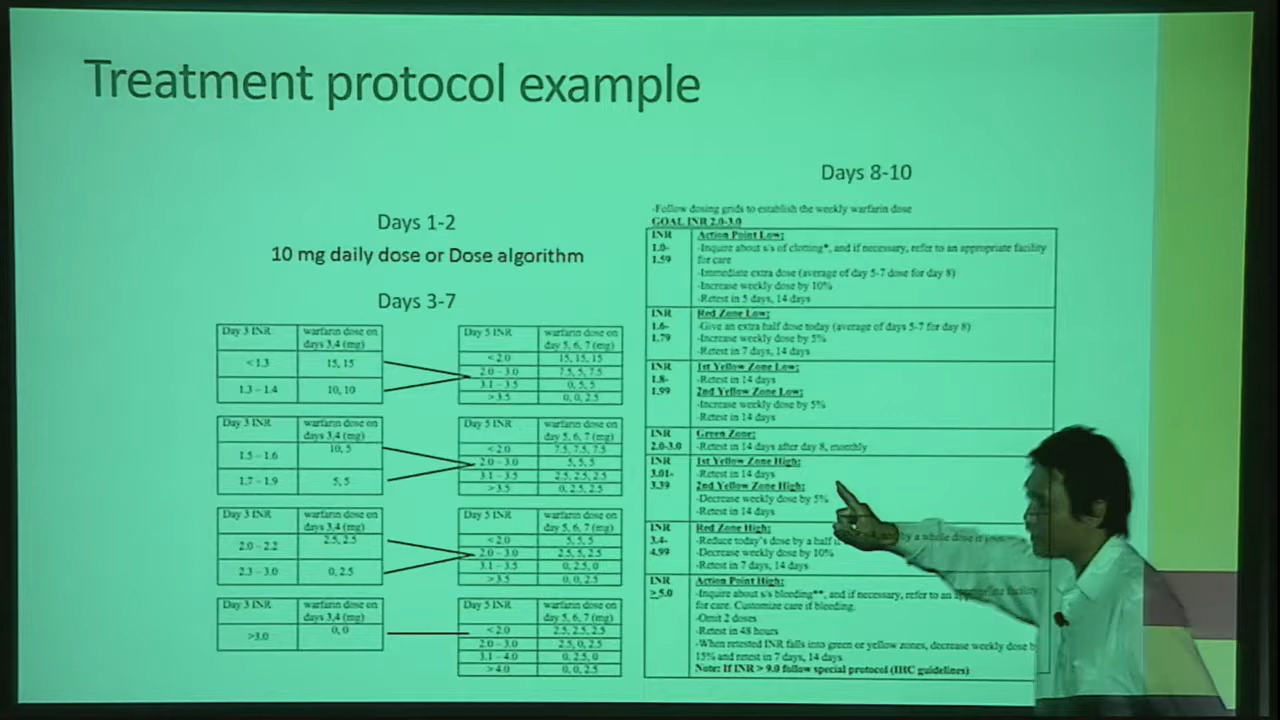 Treatment protocol example
Days 1-2
10 mg daily dose or Dose algorithm
Days 3-7
Day 3 INR warfarin dose on days 3,4 (mg)
<1.3 15, 15
1.3 – 1.4 10, 10
Day 5 INR warfarin dose on day 5, 6, 7 (mg)
<2.0 15, 15, 15
2.0 – 3.0 7.5, 5, 7.5
3.1 – 3.5 0, 5, 5
>3.5 0, 0, 2.5
Day 3 INR warfarin dose on days 3,4 (mg)
1.5 – 1.6 10, 5
1.7 – 1.9 5, 5
Day 5 INR warfarin dose on day 5, 6, 7 (mg)
<2.0 7.5, 7.5, 7.5
2.0 – 3.0 5, 5, 5
3.1 – 3.5 2.5, 2.5, 2.5
>3.5 0, 2.5, 2.5
Day 3 INR warfarin dose on days 3,4 (mg)
2.0 – 2.2 2.5, 2.5
2.3 – 3.0 0, 2.5
Day 5 INR warfarin dose on day 5, 6, 7 (mg)
<2.0 5, 5, 5
2.0 – 3.0 2.5, 5, 2.5
3.1 – 3.5 0, 2.5, 0
>3.5 0, 0, 2.5
Day 3 INR warfarin dose on days 3,4 (mg)
>3.0 0, 0
Day 5 INR warfarin dose on day 5, 6, 7 (mg)
<2.0 2.5, 2.5, 2.5
2.0 – 3.0 2.5, 0, 2.5
3.1 – 4.0 0, 2.5, 0
>4.0 0, 0, 2.5
Days 8-10
-Follow dosing grids to establish the weekly warfarin dose
GOAL INR 2.0-3.0
INR 1.0-1.59
Action Point Low:
-Inquire about s/s of clotting*, and if necessary, refer to an appropriate facility
for care
-Immediate extra dose (average of day 5-7 dose for day 8)
-Increase weekly dose by 10%
-Retest in 5 days, 14 days
INR 1.6-1.79
Red Zone Low:
-Give an extra half dose today (average of days 5-7 for day 8)
-Increase weekly dose by 5%
-Retest in 7 days, 14 days
INR 1.8-1.99
1st Yellow Zone Low:
-Retest in 14 days
2nd Yellow Zone Low:
-Increase weekly dose by 5%
-Retest in 14 days
INR 2.0-3.0
Green Zone:
-Retest in 14 days after day 8, monthly
INR 3.01-3.39
1st Yellow Zone High:
-Retest in 14 days
2nd Yellow Zone High:
-Decrease weekly dose by 5%
-Retest in 14 days
INR 3.4-4.99
Red Zone High:
-Reduce today's dose by a half by a whole dose
-Decrease weekly dose by 10%
-Retest in 7 days, 14 days
INR ≥5.0
Action Point High:
-Inquire about s/s bleeding**, and if necessary, refer to an appropriate facility
for care. Customize care if bleeding.
-Omit 2 doses
-Retest in 48 hours
-When retested INR falls into green or yellow zones, decrease weekly dose
15% and retest in 7 days, 14 days
Note: If INR > 9.0 follow special protocol (IHC guidelines)